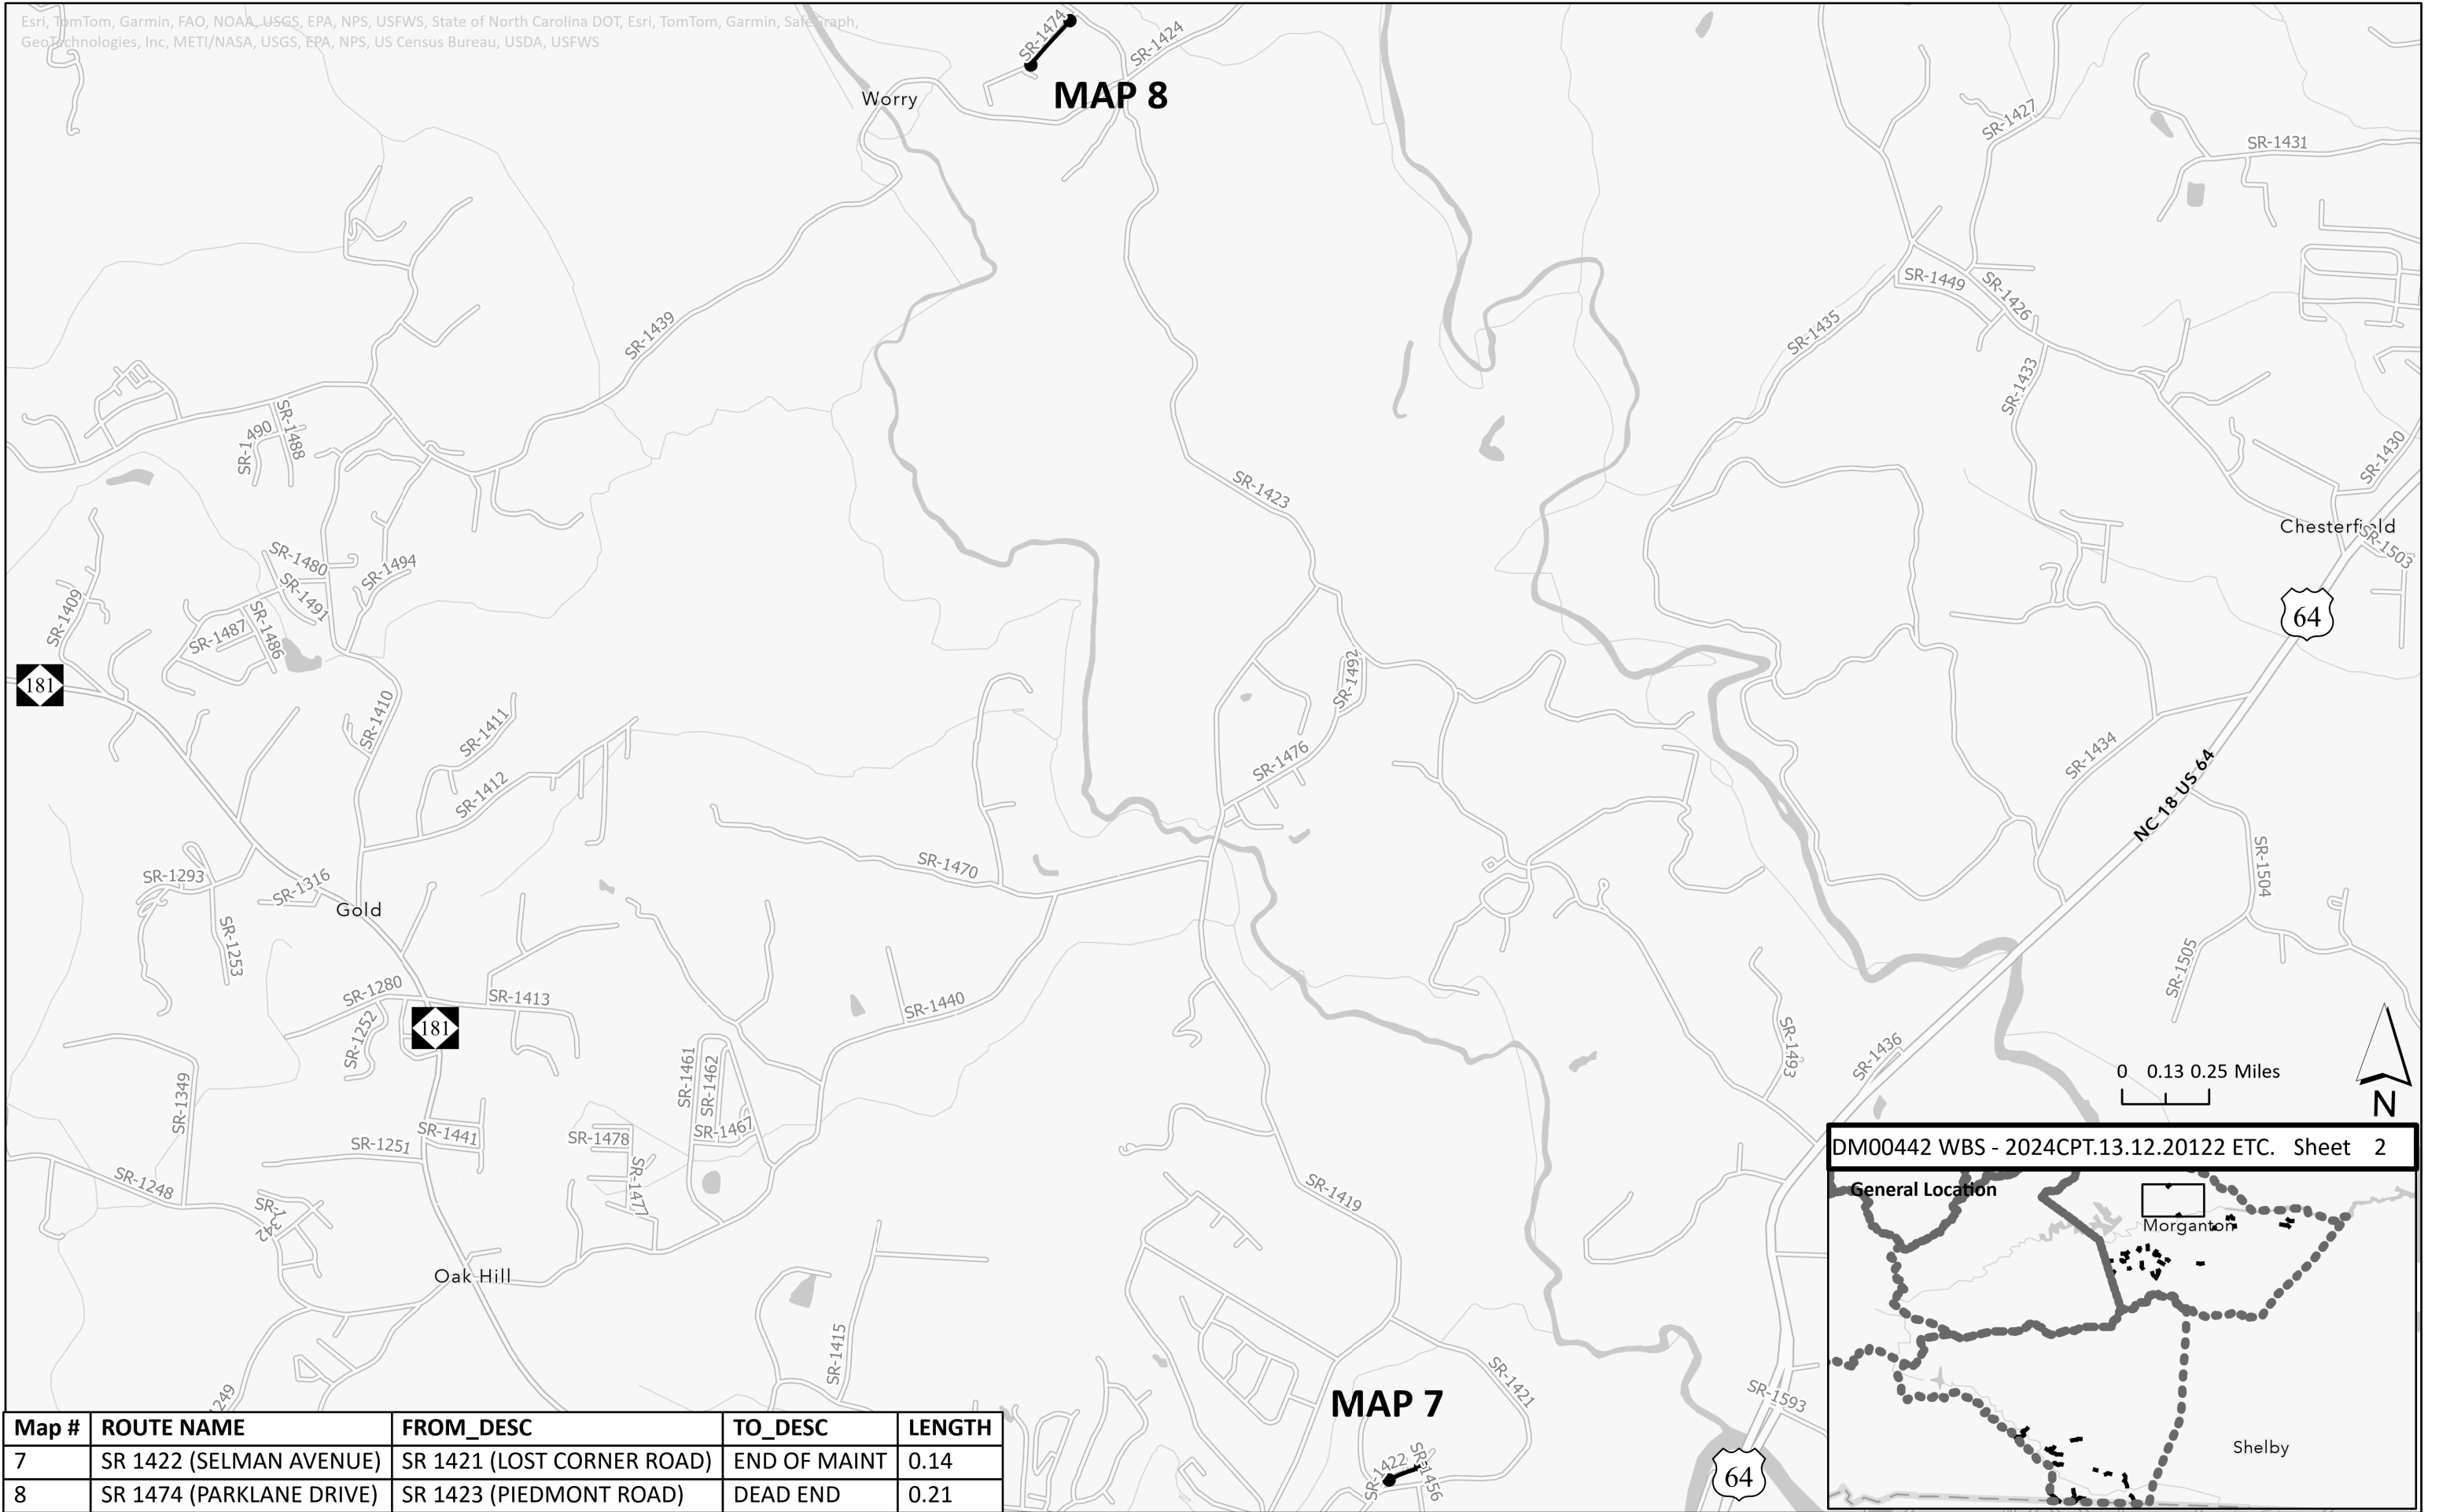 Esri, TomTom, Garmin, FAO, NOAA, USGS, EPA, NPS, USFWS, State of North Carolina DOT, Esri, TomTom, Garmin, SafeGraph,
GeoTechnologies, Inc, METI/NASA, USGS, EPA, NPS, US Census Bureau, USDA, USFWS
SR-1474
SR-1424
MAP 8
Worry
SR-1427
SR-1431
SR-1449
SR-1426
SR-1439
SR-1435
SR-1433
SR-1490
SR-1488
SR-1430
SR-1423
Chesterfield
SR-1503
SR-1480
SR-1494
SR-1491
SR-1409
SR-1487
SR-1486
64
181
SR-1492
SR-1410
SR-1411
SR-1476
SR-1434
SR-1412
NC 18 US 64
SR-1470
SR-1504
SR-1293
SR-1316
Gold
SR-1253
SR-1505
SR-1280
SR-1413
SR-1440
181
SR-1252
SR-1493
SR-1436
SR-1461
SR-1462
0 0.13 0.25 Miles
N
SR-1349
SR-1467
SR-1441
SR-1478
SR-1251
DM00442 WBS - 2024CPT.13.12.20122 ETC. Sheet 2
SR-1248
SR-1477
SR-1419
General Location
SR-1342
Morganton
Oak Hill
SR-1415
SR-1421
MAP 7
SR-1593
1249
Shelby
SR-1422
SR-1456
64
Map # ROUTE NAME FROM_DESC TO_DESC LENGTH
7 SR 1422 (SELMAN AVENUE) SR 1421 (LOST CORNER ROAD) END OF MAINT 0.14
8 SR 1474 (PARKLANE DRIVE) SR 1423 (PIEDMONT ROAD) DEAD END 0.21